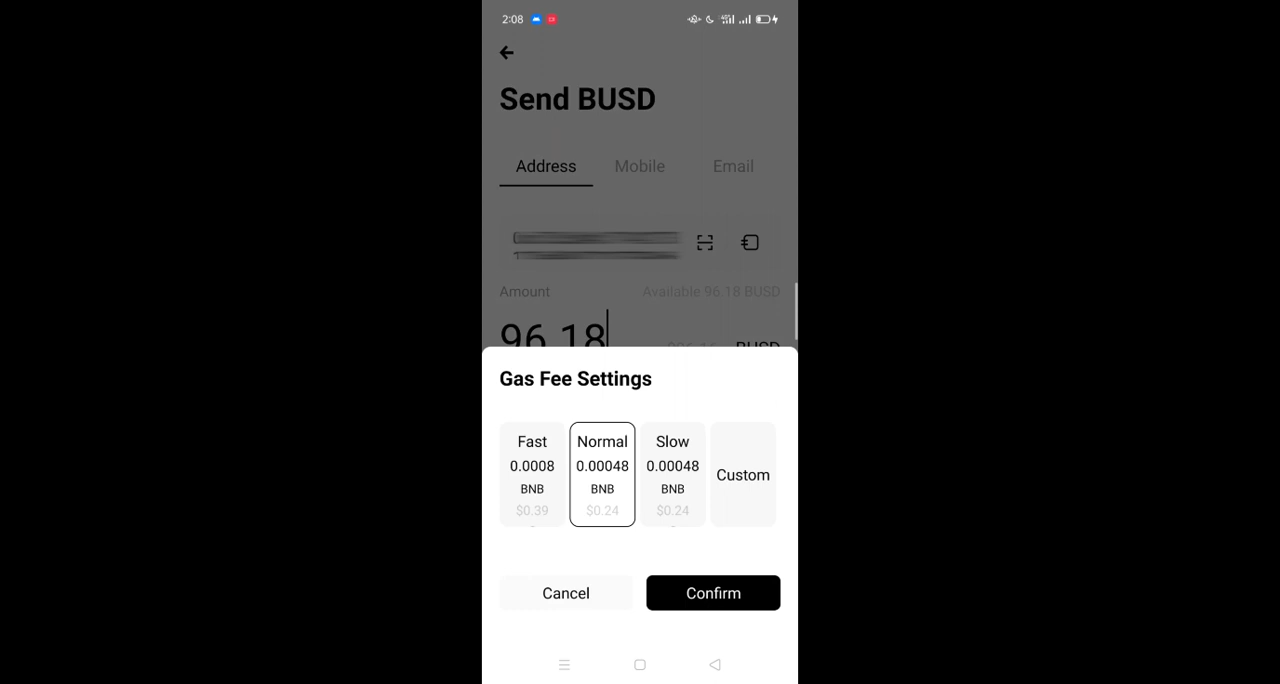 2:08
Send BUSD
Address Mobile Email
Amount Available 96.18 BUSD
96.18 BUSD
Gas Fee Settings
Fast Normal Slow
0.0008 0.00048 0.00048 Custom
BNB BNB BNB
$0.39 $0.24 $0.24
Cancel Confirm